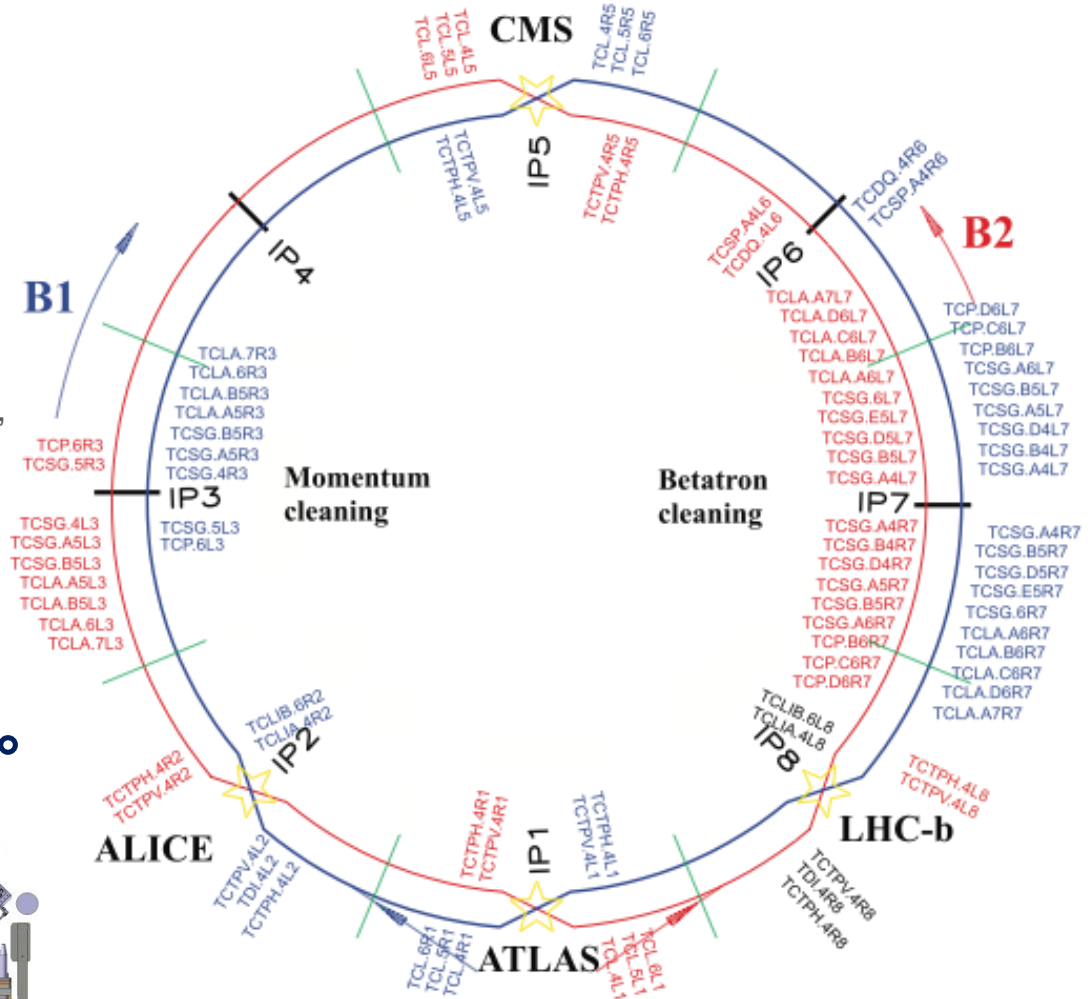 CMS
TCL.4L5
TCL.5L5
TCL.6L5
TCL.4R5
TCL.5R5
TCL.6R5
IP5
TCTPV.4L5
TCTPH.4L5
TCTPV.4R5
TCTPH.4R5
TCDQ.4R6
TCSP.A4R6
TCSP.A4L6
TCDQ.4L6
IP6
B2
IP4
B1
TCLA.7R3
TCLA.6R3
TCLA.B5R3
TCLA.A5R3
TCSG.B5R3
TCSG.A5R3
TCSG.4R3
,
TCP.6R3
TCSG.5R3
IP3
TCSG.5L3
TCP.6L3
TCSG.4L3
TCSG.A5L3
TCSG.B5L3
TCLA.A5L3
TCLA.B5L3
TCLA.6L3
TCLA.7L3
Momentum
cleaning
Betatron
cleaning
TCLA.A7L7
TCLA.D6L7
TCLA.C6L7
TCLA.B6L7
TCLA.A6L7
TCSG.6L7
TCSG.E5L7
TCSG.D5L7
TCSG.B5L7
TCSG.A4L7
TCP.D6L7
TCP.C6L7
TCP.B6L7
TCSG.A6L7
TCSG.B5L7
TCSG.A5L7
TCSG.D4L7
TCSG.B4L7
TCSG.A4L7
IP7
TCSG.A4R7
TCSG.B4R7
TCSG.D4R7
TCSG.A5R7
TCSG.B5R7
TCSG.A6R7
TCP.B6R7
TCP.C6R7
TCP.D6R7
TCSG.A4R7
TCSG.B5R7
TCSG.D5R7
TCSG.E5R7
TCSG.6R7
TCLA.A6R7
TCLA.B6R7
TCLA.C6R7
TCLA.D6R7
TCLA.A7R7
o
TCLIB.6R2
TCLIA.4R2
IP2
TCTPH.4R2
TCTPV.4R2
ALICE
TCTPV.4L2
TDI.4L2
TCTPH.4L2
TCLIB.6L8
TCLIA.4L8
IP8
TCTPH.4L8
TCTPV.4L8
LHC-b
TCTPV.4R8
TDI.4R8
TCTPH.4R8
TCTPH.4R1
TCTPV.4R1
IP1
TCTPH.4L1
TCTPV.4L1
TCL.6R1
TCL.5R1
TCL.4R1
ATLAS
TCL.6L1
TCL.5L1
TCL.4L1